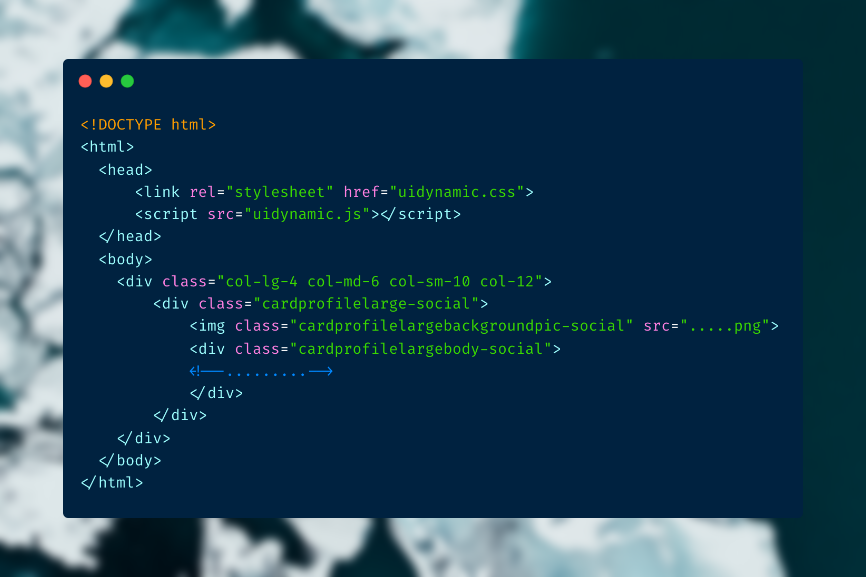 <!DOCTYPE html>
<html>
<head>
<link rel="stylesheet" href="uidynamic.css">
<script src="uidynamic.js"></script>
</head>
<body>
<div class="col-lg-4 col-md-6 col-sm-10 col-12">
<div class="cardprofilelarge-social">
<img class="cardprofilelargebackgroundpic-social" src=".....png">
<div class="cardprofilelargebody-social">
<!--.........-->
</div>
</div>
</div>
</body>
</html>